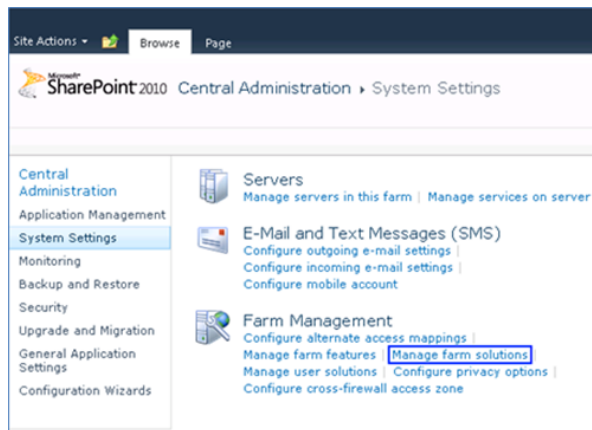 Site Actions Browse Page
Microsoft
SharePoint 2010 Central Administration System Settings
Central
Administration
Application Management
System Settings
Monitoring
Backup and Restore
Security
Upgrade and Migration
General Application
Settings
Configuration Wizards
Servers
Manage servers in this farm | Manage services on server
E-Mail and Text Messages (SMS)
Configure outgoing e-mail settings |
Configure incoming e-mail settings |
Configure mobile account
Farm Management
Configure alternate access mappings |
Manage farm features | Manage farm solutions |
Manage user solutions | Configure privacy options |
Configure cross-firewall access zone